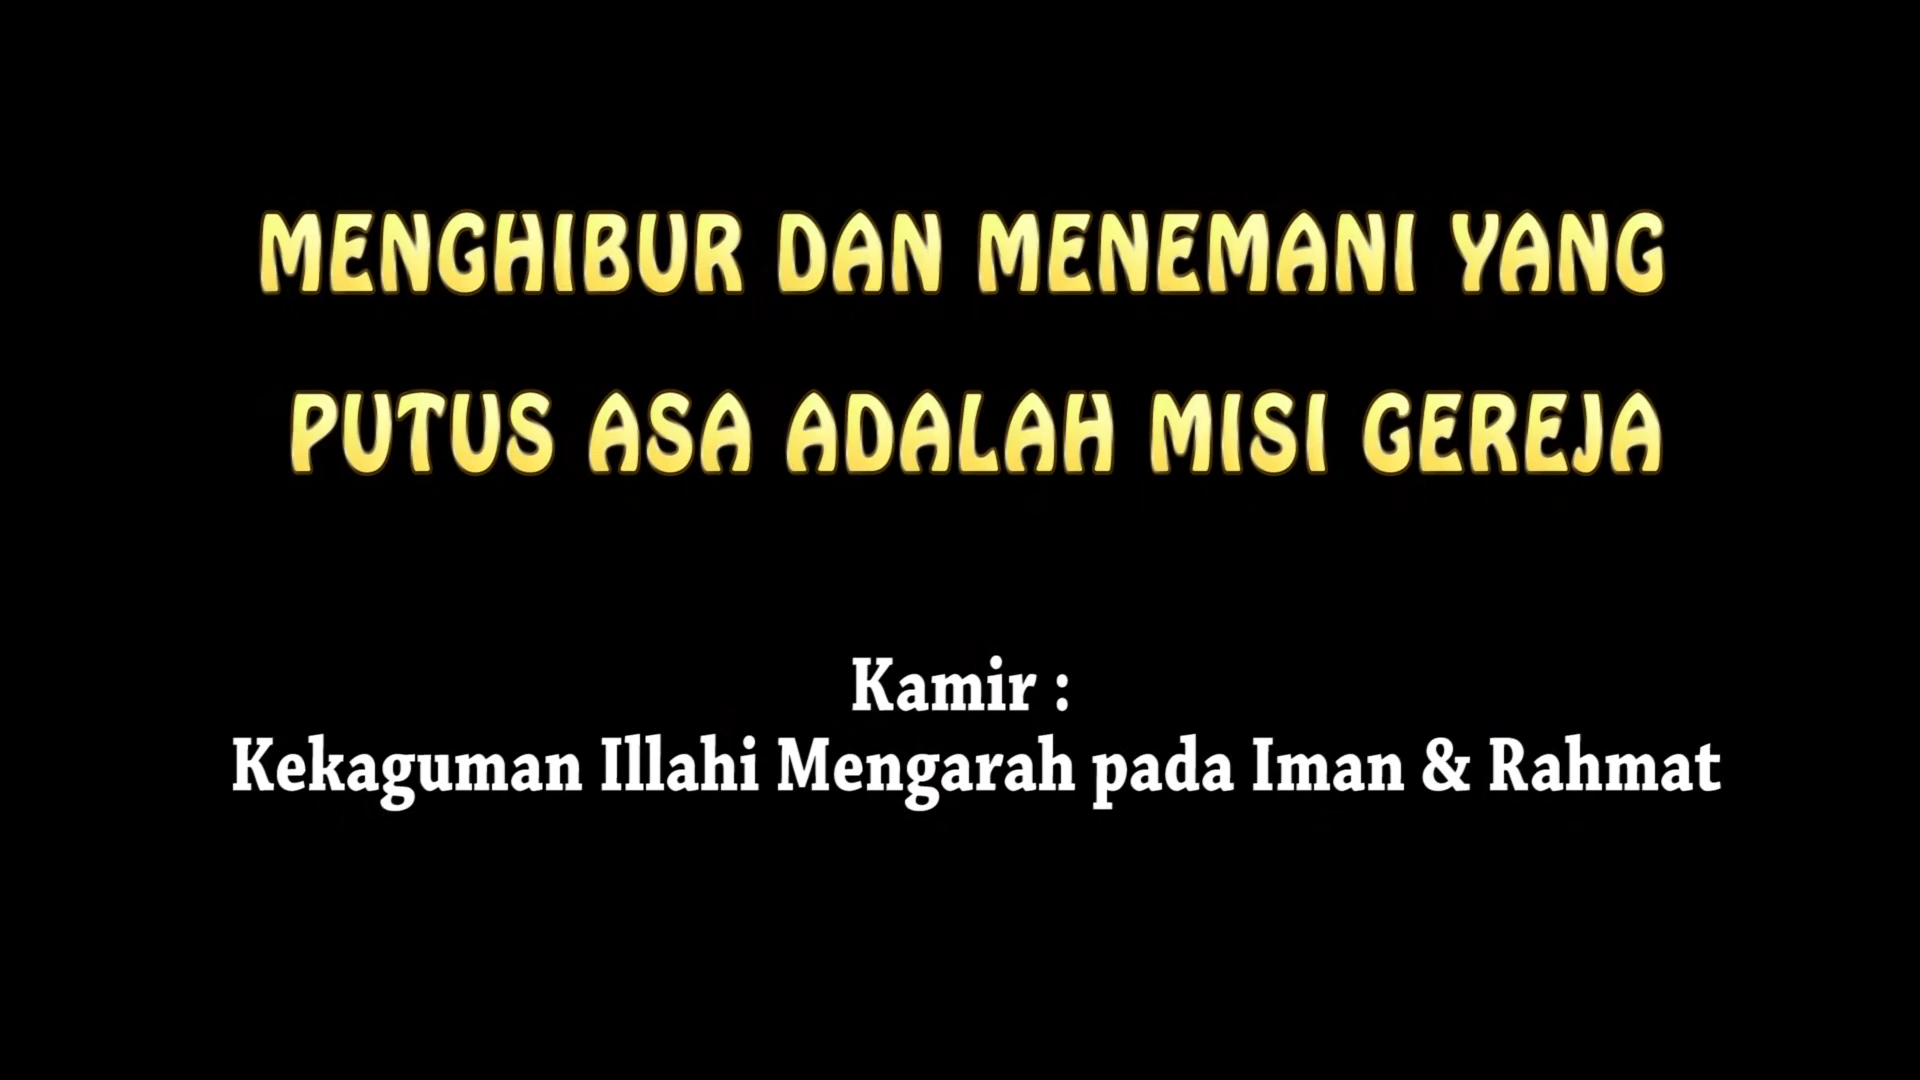 MENGHIBUR DAN MENEMANI YANG
PUTUS ASA ADALAH MISI GEREJA
Kamir :
Kekaguman Illahi Mengarah pada Iman & Rahmat